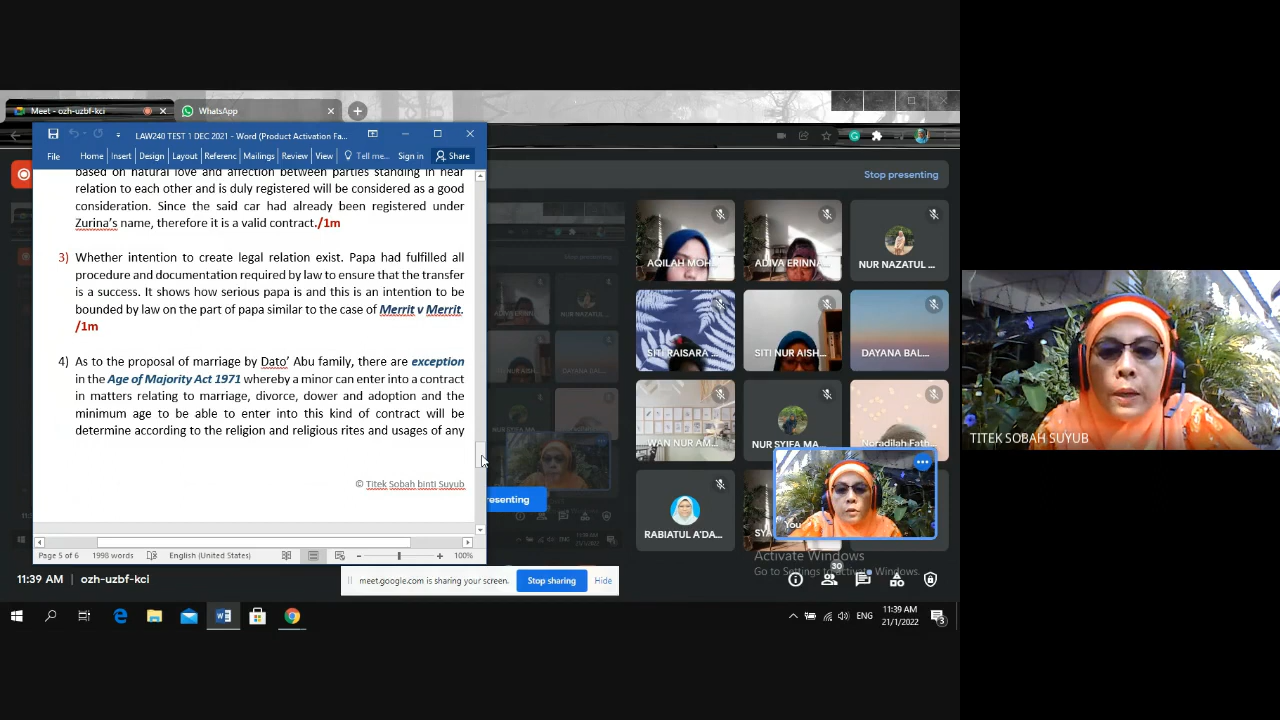 Meet - ozh-uzbf-kci
WhatsApp
LAW240 TEST 1 DEC 2021 - Word (Product Activation Fa...
File Home Insert Design Layout Referenc Mailings Review View Tell me... Sign in Share
Stop presenting
based on natural love and affection between parties standing in near
relation to each other and is duly registered will be considered as a good
consideration. Since the said car had already been registered under
Zurina's name, therefore it is a valid contract./1m
3) Whether intention to create legal relation exist. Papa had fulfilled all
procedure and documentation required by law to ensure that the transfer
is a success. It shows how serious papa is and this is an intention to be
bounded by law on the part of papa similar to the case of Merrit v Merrit.
/1m
4) As to the proposal of marriage by Dato' Abu family, there are exception
in the Age of Majority Act 1971 whereby a minor can enter into a contract
in matters relating to marriage, divorce, dower and adoption and the
minimum age to be able to enter into this kind of contract will be
determine according to the religion and religious rites and usages of any
© Titek Sobah binti Suyub
Page 5 of 6 1998 words English (United States) 100%
AQILAH MOH...
ADIVA ERINNA...
NUR NAZATUL ...
SITI RAISARA ...
SITI NUR AISH...
DAYANA BAL...
WAN NUR AM...
NUR SYIFA MA...
Noradilah Fath...
RABIATUL A'DA...
You
TITEK SOBAH SUYUB
esenting
Activate Windows
Go to Settings to activate Windows.
11:39 AM ozh-uzbf-kci
30
meet.google.com is sharing your screen. Stop sharing Hide
ENG
11:39 AM
21/1/2022
3